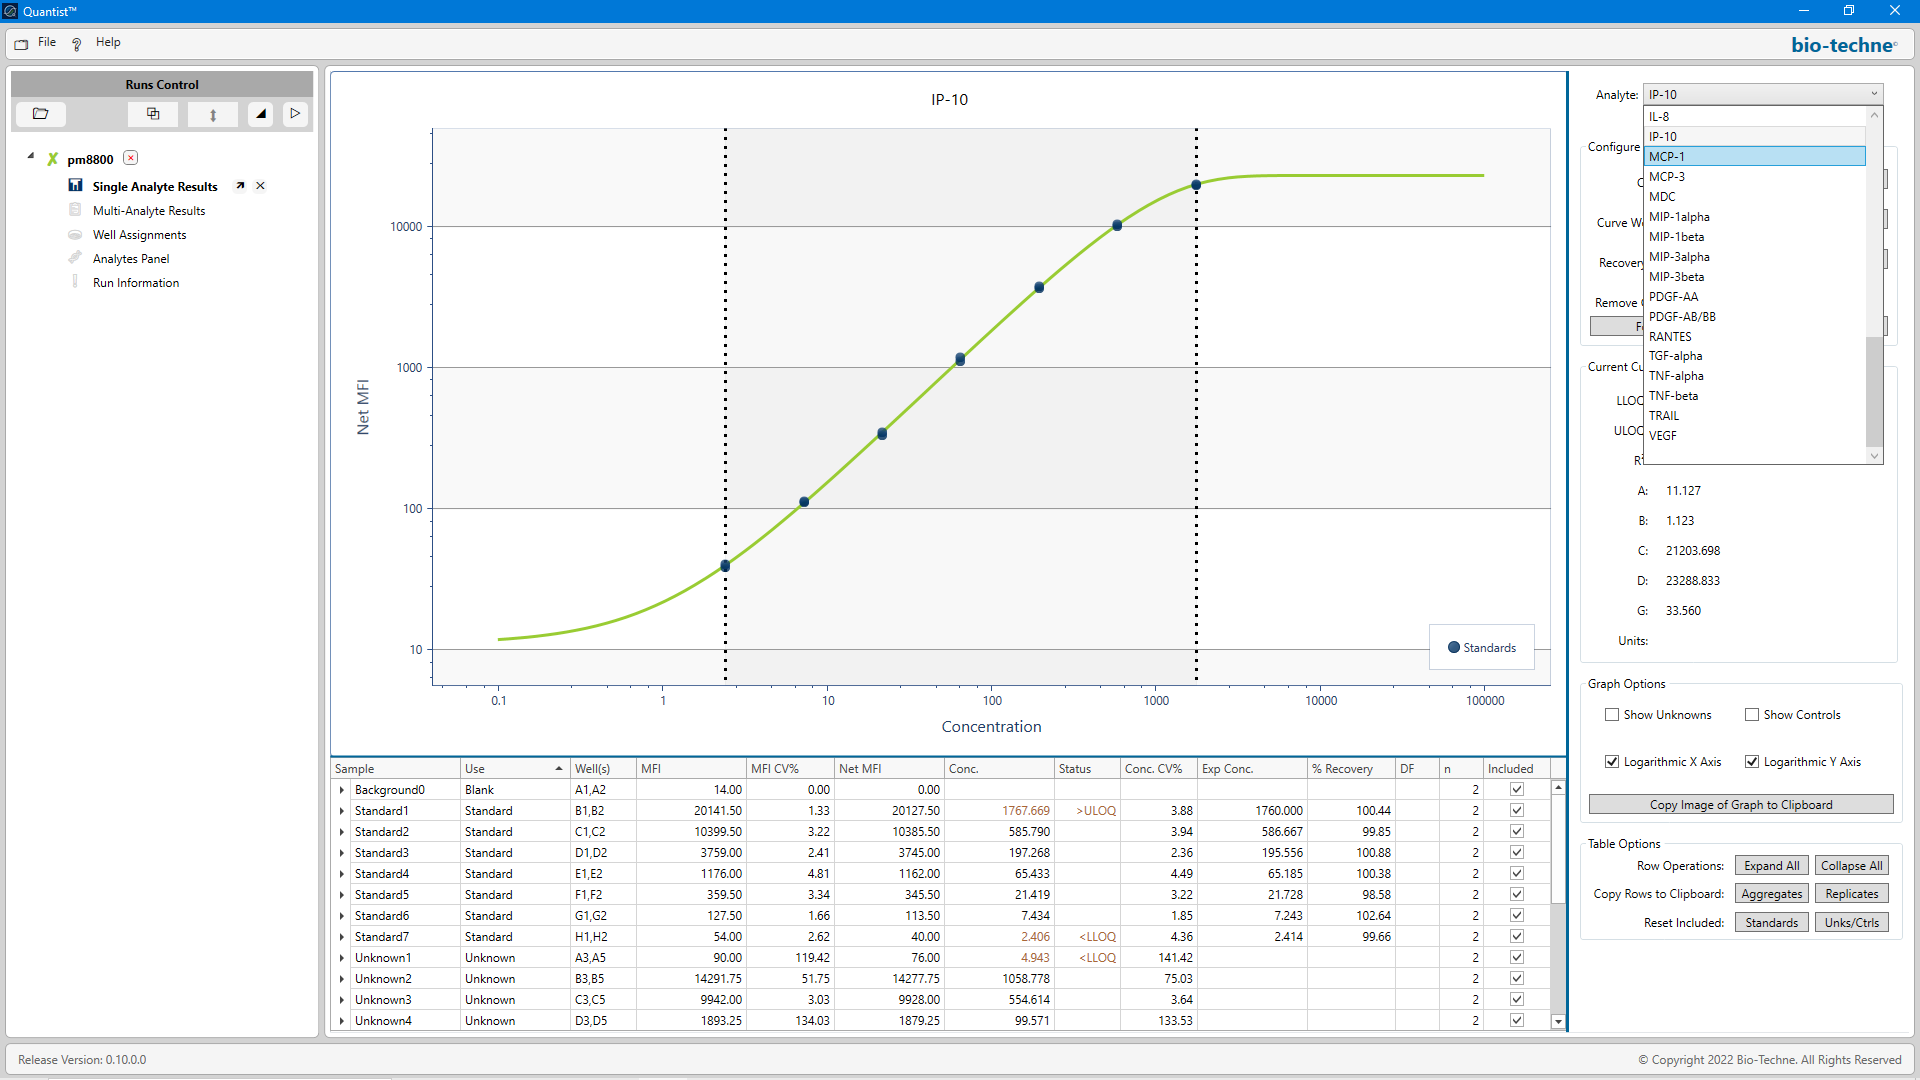 Quantist™
File ? Help
bio-techne
Runs Control
pm8800
Single Analyte Results
Multi-Analyte Results
Well Assignments
Analytes Panel
Run Information
IP-10
Net MFI
10000
1000
100
10
0.1 1 10 100 1000 10000 100000
Concentration
Standards
Analyte: IP-10
IL-8
IP-10
MCP-1
MCP-3
MDC
MIP-1alpha
MIP-1beta
MIP-3alpha
MIP-3beta
PDGF-AA
PDGF-AB/BB
RANTES
TGF-alpha
TNF-alpha
TNF-beta
TRAIL
VEGF
Configure
Curve
Recovery
Remove
Current
LLOQ
ULOQ
A: 11.127
B: 1.123
C: 21203.698
D: 23288.833
G: 33.560
Units:
Graph Options
Show Unknowns Show Controls
Logarithmic X Axis Logarithmic Y Axis
Copy Image of Graph to Clipboard
Table Options
Row Operations: Expand All Collapse All
Copy Rows to Clipboard: Aggregates Replicates
Reset Included: Standards Unks/Ctrls
Sample Use Well(s) MFI MFI CV% Net MFI Conc. Status Conc. CV% Exp Conc. % Recovery DF n Included
Background0 Blank A1,A2 14.00 0.00 0.00 2
Standard1 Standard B1,B2 20141.50 1.33 20127.50 1767.669 >ULOQ 3.88 1760.000 100.44 2
Standard2 Standard C1,C2 10399.50 3.22 10385.50 585.790 3.94 586.667 99.85 2
Standard3 Standard D1,D2 3759.00 2.41 3745.00 197.268 2.36 195.556 100.88 2
Standard4 Standard E1,E2 1176.00 4.81 1162.00 65.433 4.49 65.185 100.38 2
Standard5 Standard F1,F2 359.50 3.34 345.50 21.419 3.22 21.728 98.58 2
Standard6 Standard G1,G2 127.50 1.66 113.50 7.434 1.85 7.243 102.64 2
Standard7 Standard H1,H2 54.00 2.62 40.00 2.406 <LLOQ 4.36 2.414 99.66 2
Unknown1 Unknown A3,A5 90.00 119.42 76.00 4.943 <LLOQ 141.42 2
Unknown2 Unknown B3,B5 14291.75 51.75 14277.75 1058.778 75.03 2
Unknown3 Unknown C3,C5 9942.00 3.03 9928.00 554.614 3.64 2
Unknown4 Unknown D3,D5 1893.25 134.03 1879.25 99.571 133.53 2
Release Version: 0.10.0.0
© Copyright 2022 Bio-Techne. All Rights Reserved